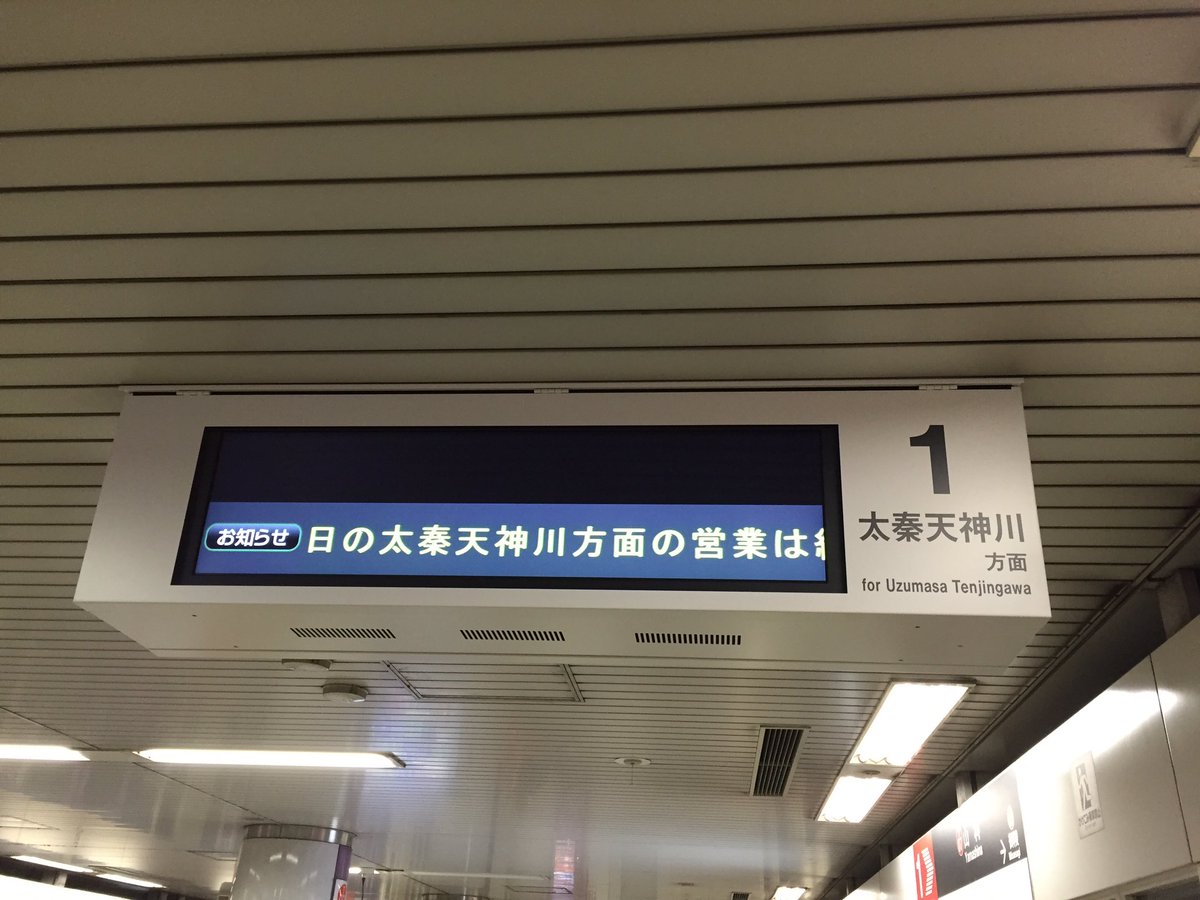 お知らせ 日の太秦天神川方面の営業は
1
太秦天神川
方面
for Uzumasa Tenjingawa
1